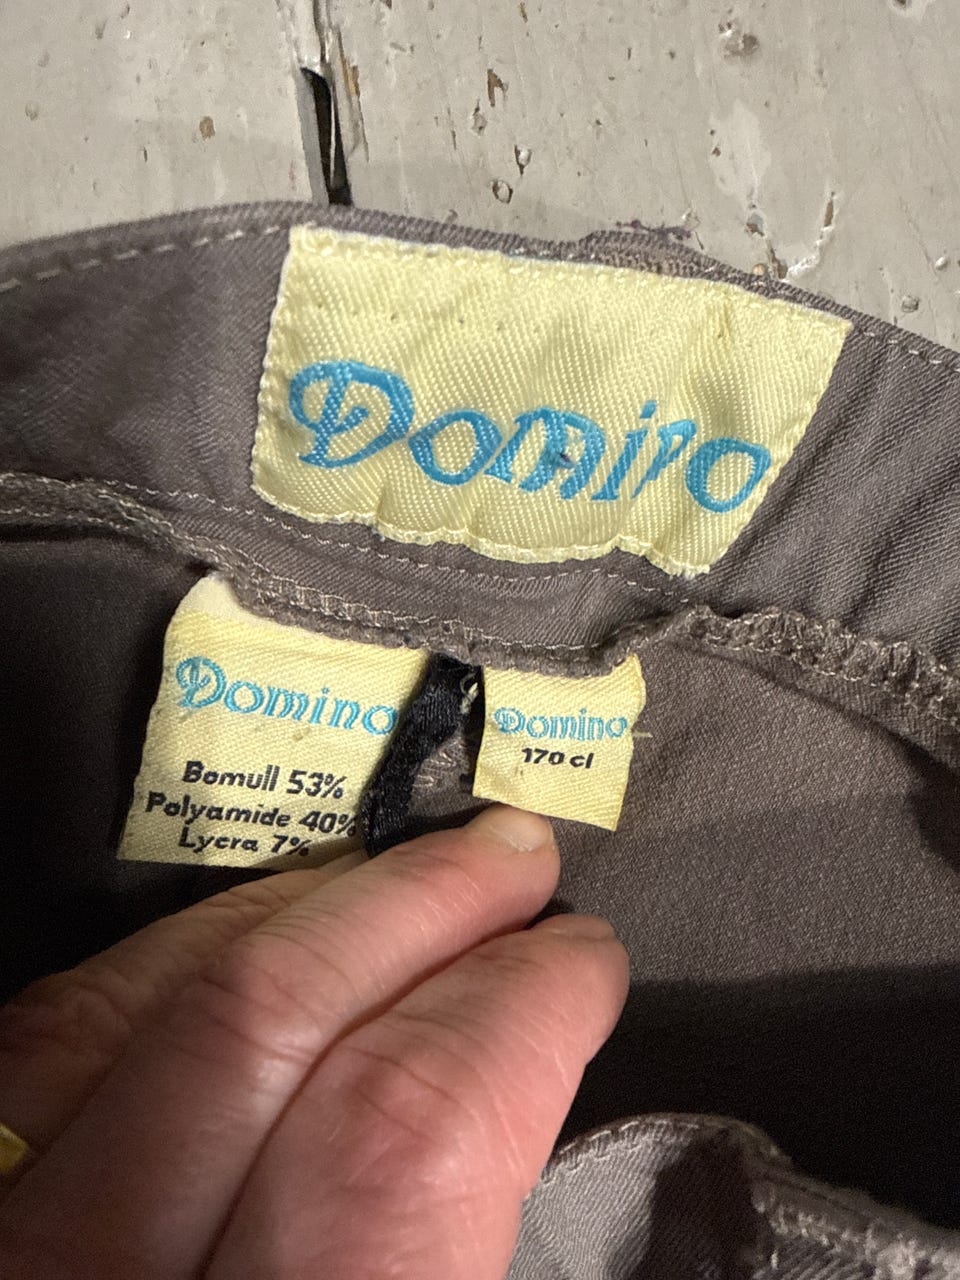 Domino
Domino
Bomull 53%
Polyamide 40%
Lycra 7%
Domino
170 cl